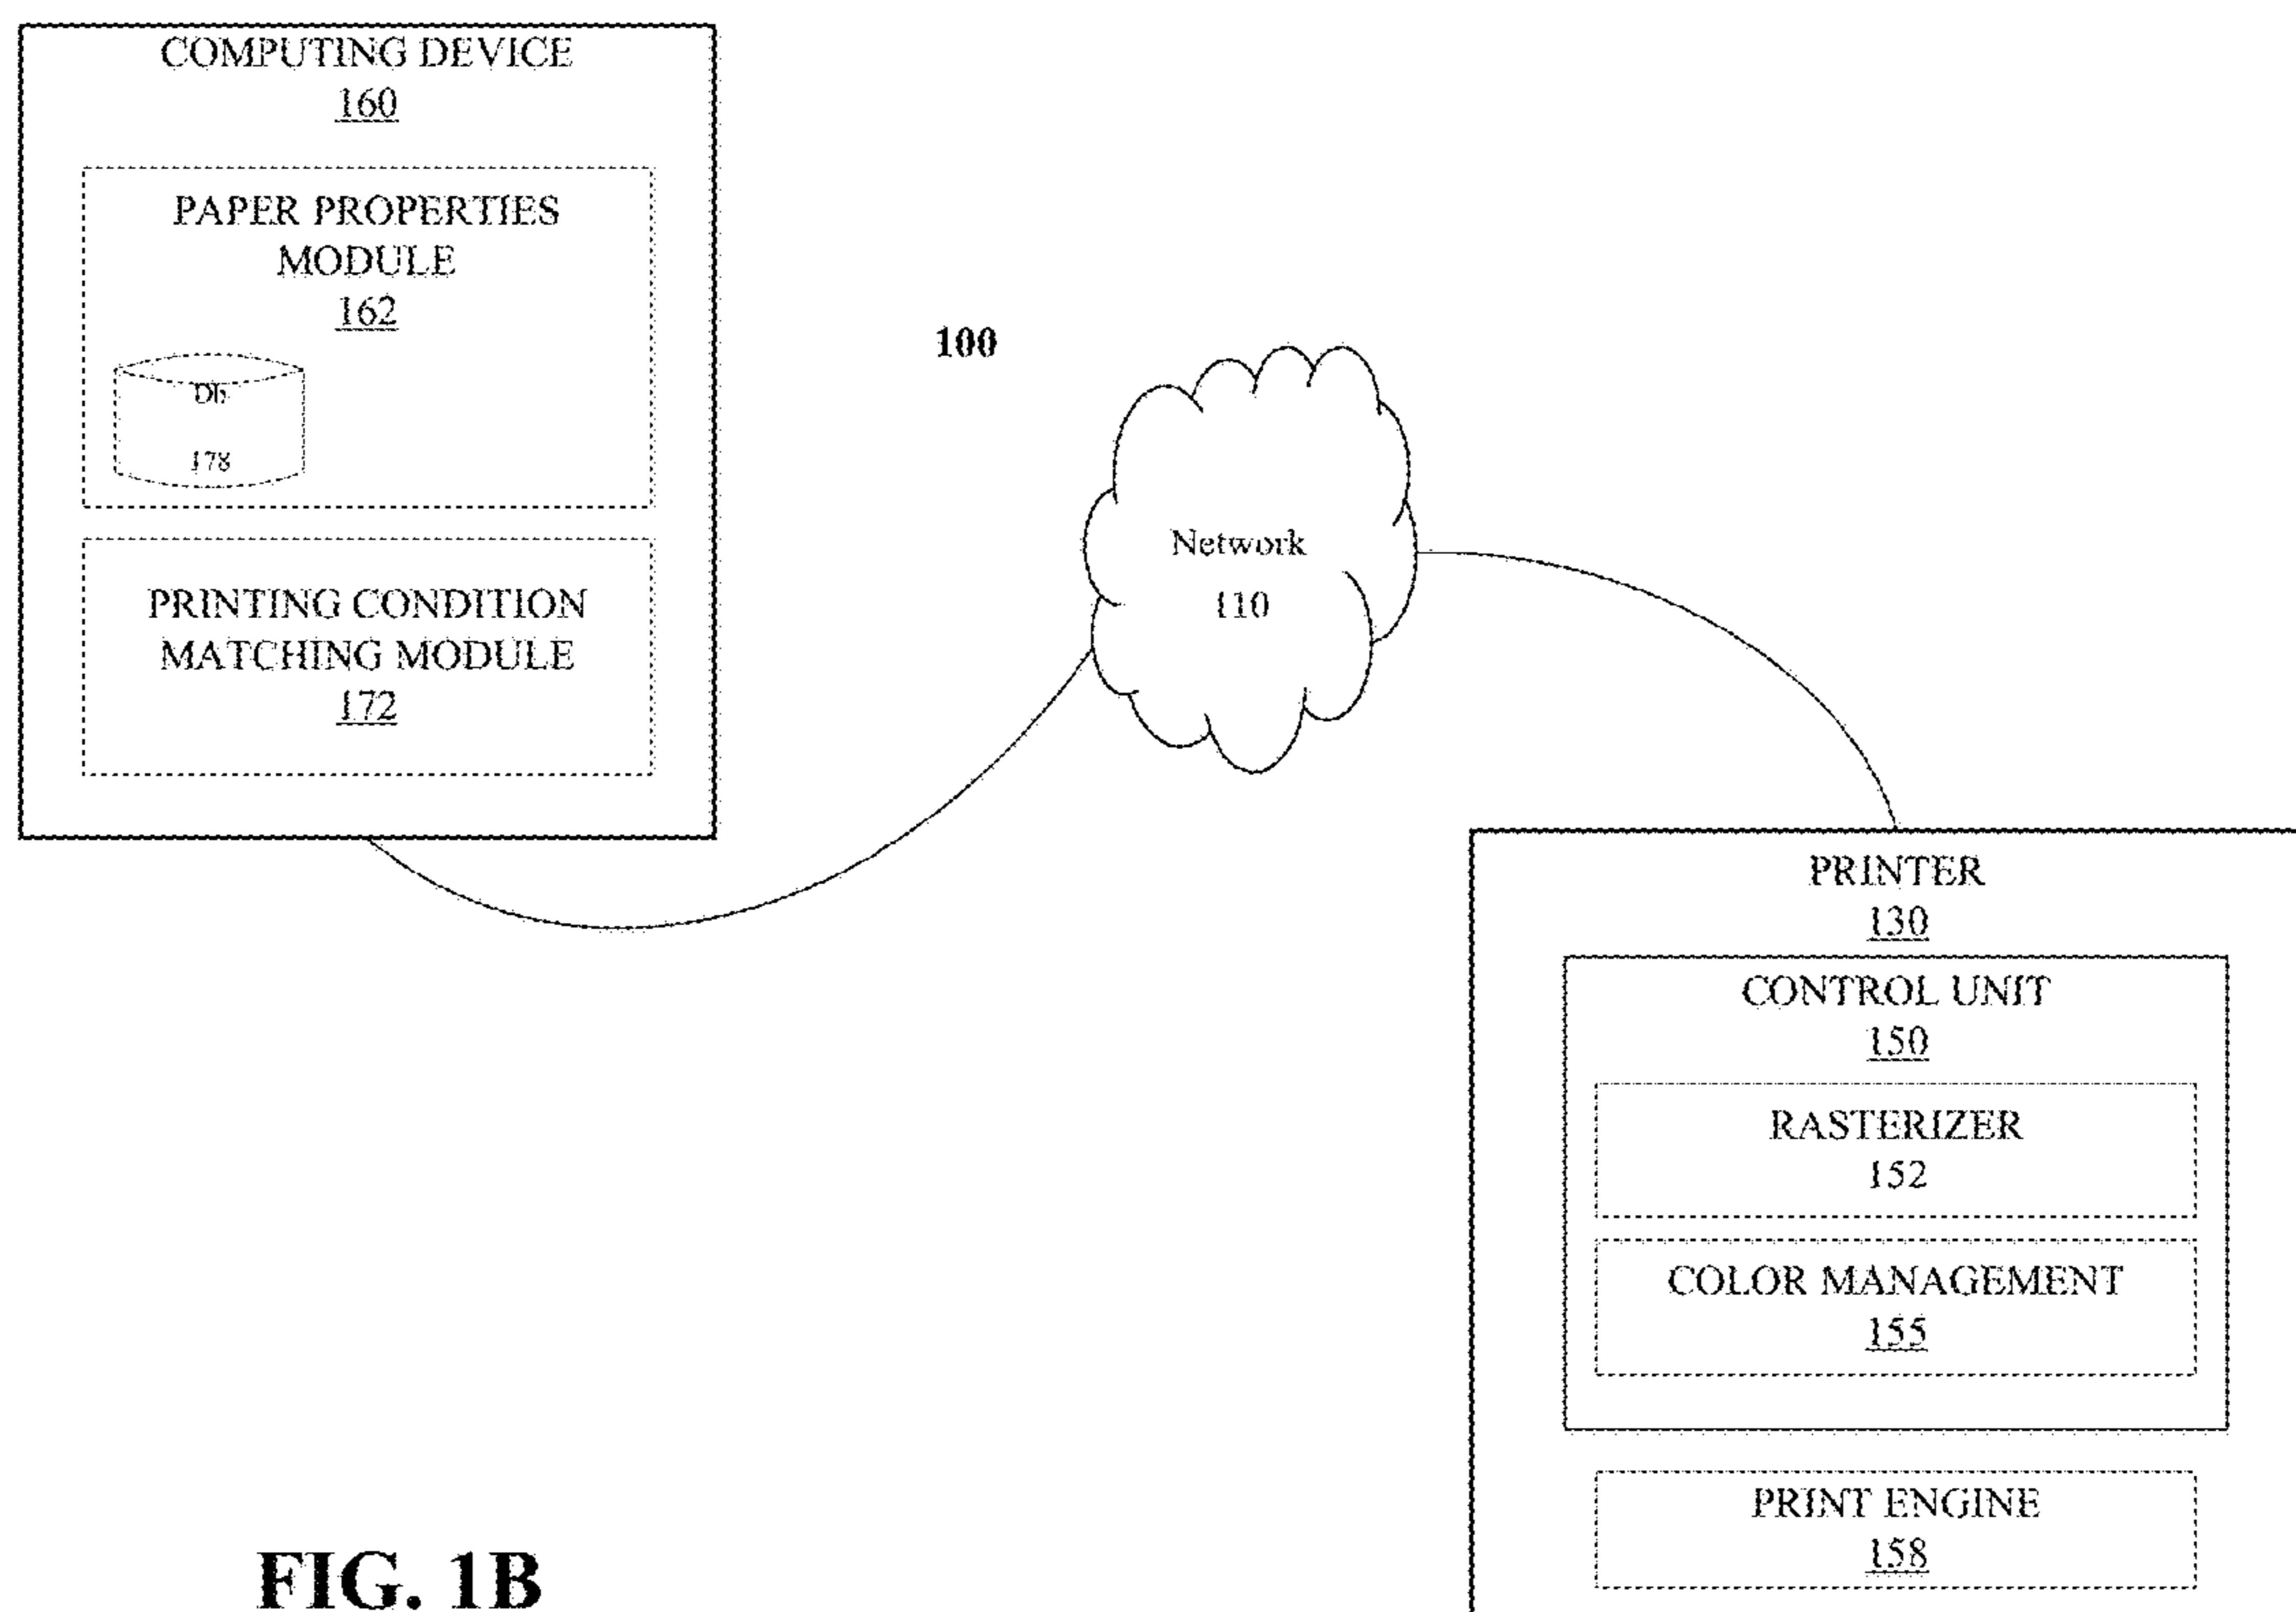 COMPUTING DEVICE
160
PAPER PROPERTIES
MODULE
162
Db
178
PRINTING CONDITION
MATCHING MODULE
172
100
Network
110
PRINTER
130
CONTROL UNIT
150
RASTERIZER
152
COLOR MANAGEMENT
155
PRINT ENGINE
158
FIG. 1B